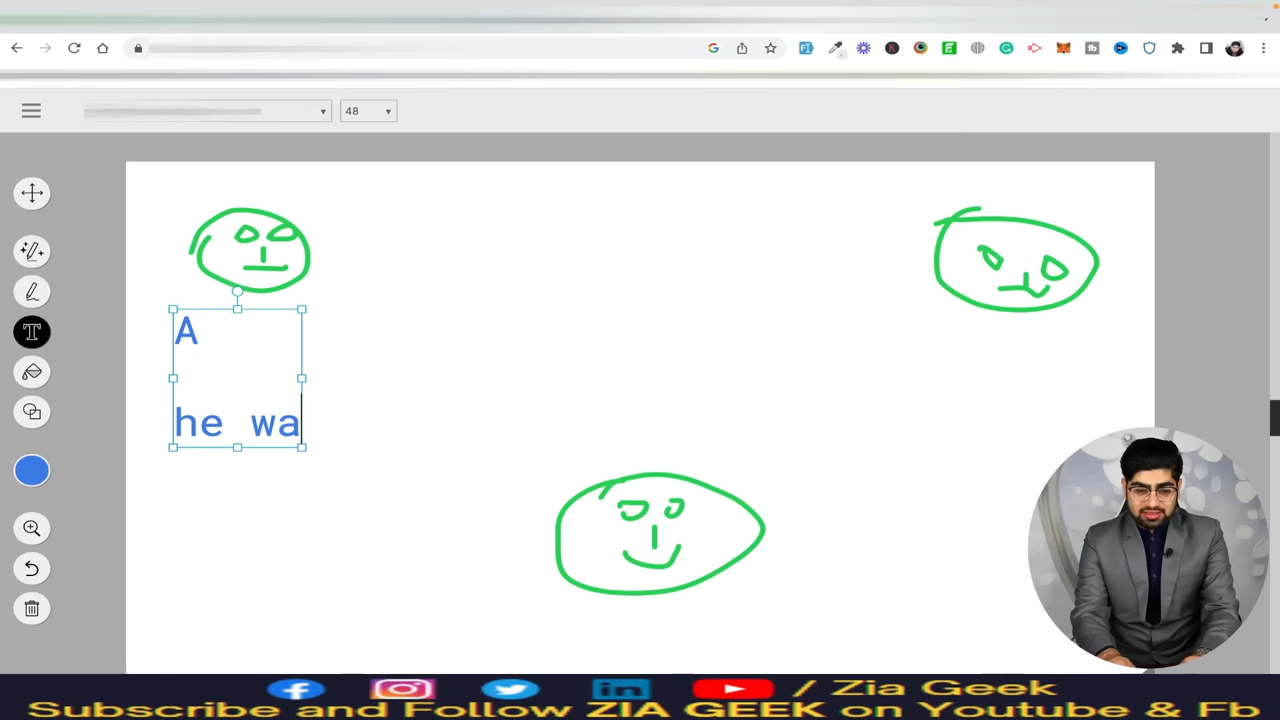 48
A
he wa
T
/ Zia Geek
Subscribe and Follow ZIA GEEK on Youtube & Fb